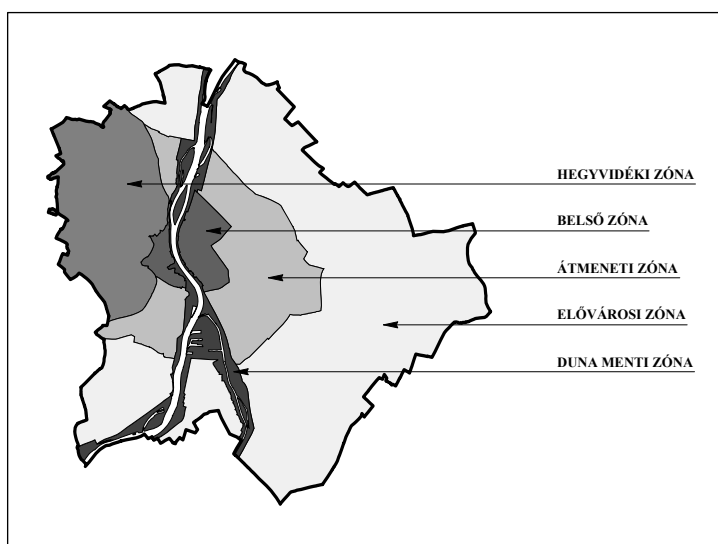 HEGYVIDÉKI ZÓNA
BELSŐ ZÓNA
ÁTMENETI ZÓNA
ELŐVÁROSI ZÓNA
DUNA MENTI ZÓNA